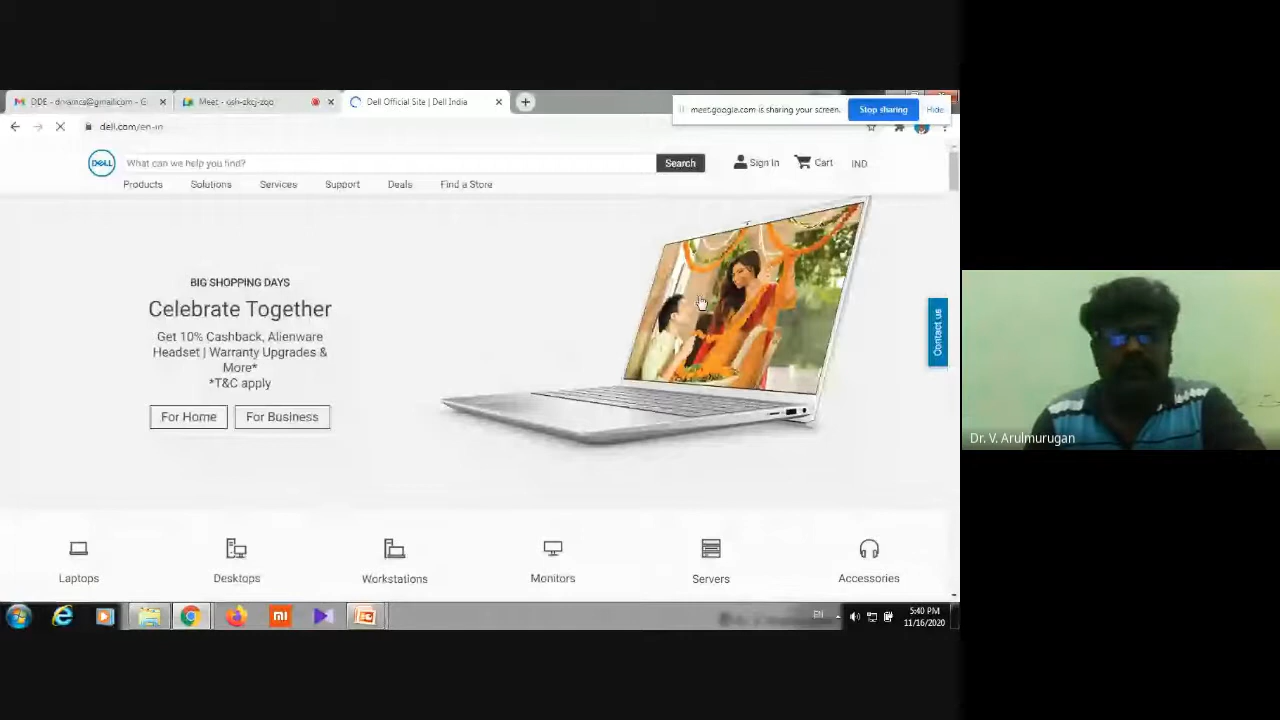 Meet -
Dell Official Site | Dell India
meet.google.com is sharing your screen.
Stop sharing
Hide
dell.com/en-in
DELL
What can we help you find?
Search
Sign In
Cart
IND
Products
Solutions
Services
Support
Deals
Find a Store
BIG SHOPPING DAYS
Celebrate Together
Get 10% Cashback, Alienware
Headset | Warranty Upgrades &
More*
*T&C apply
For Home
For Business
Contact us
Laptops
Desktops
Workstations
Monitors
Servers
Accessories
mi
EN
5:40 PM
11/16/2020
Dr. V. Arulmurugan